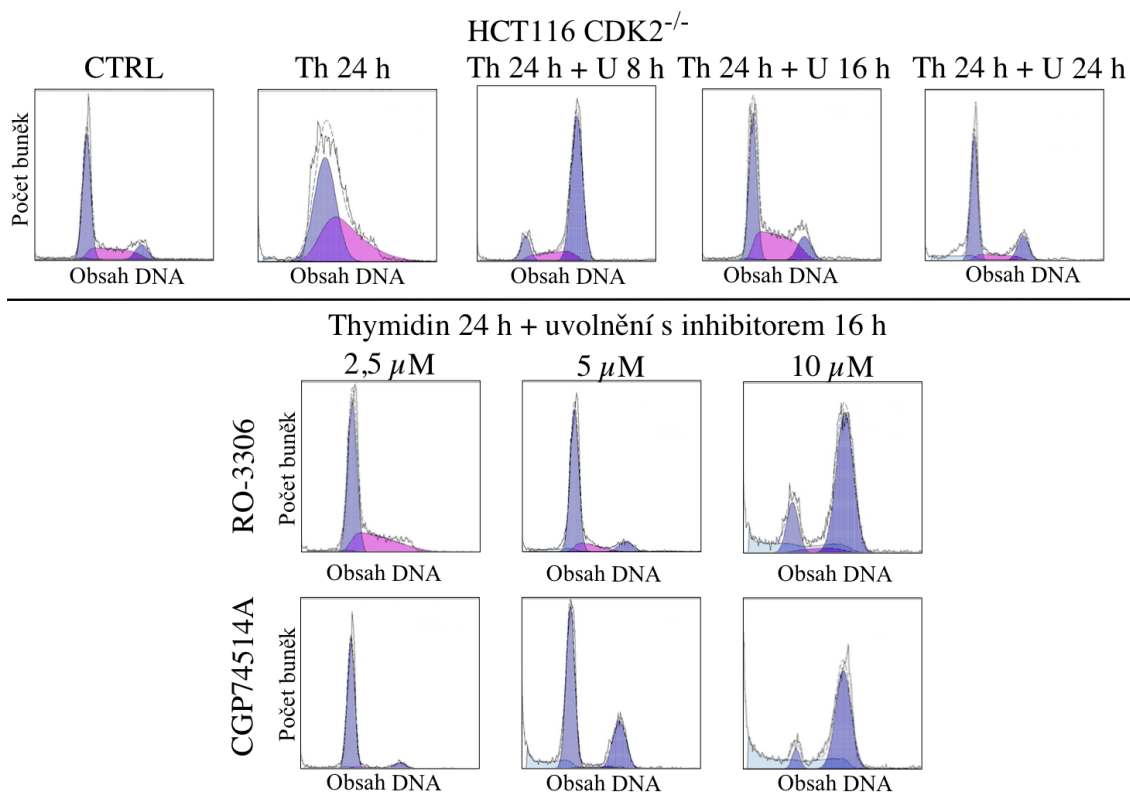 HCT116 CDK2-/-
CTRL
Th 24 h
Th 24 h + U 8 h
Th 24 h + U 16 h
Th 24 h + U 24 h
Počet buněk
Obsah DNA
Obsah DNA
Obsah DNA
Obsah DNA
Obsah DNA
Thymidin 24 h + uvolnění s inhibitorem 16 h
2,5 µM
5 µM
10 µM
RO-3306
Počet buněk
Obsah DNA
Obsah DNA
Obsah DNA
CGP74514A
Počet buněk
Obsah DNA
Obsah DNA
Obsah DNA